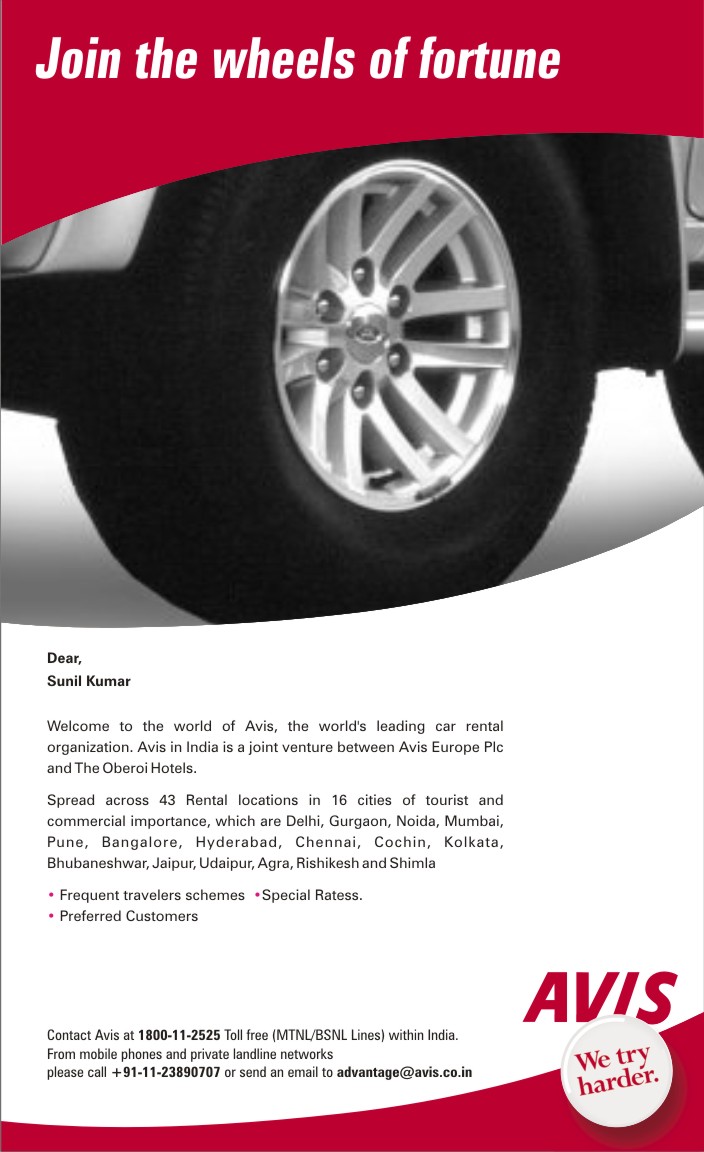 Join the wheels of fortune
Dear,
Sunil Kumar
Welcome to the world of Avis, the world's leading car rental
organization. Avis in India is a joint venture between Avis Europe Plc
and The Oberoi Hotels.
Spread across 43 Rental locations in 16 cities of tourist and
commercial importance, which are Delhi, Gurgaon, Noida, Mumbai,
Pune, Bangalore, Hyderabad, Chennai, Cochin, Kolkata,
Bhubaneshwar, Jaipur, Udaipur, Agra, Rishikesh and Shimla
• Frequent travelers schemes •Special Ratess.
• Preferred Customers
AVIS
We try
harder.
Contact Avis at 1800-11-2525 Toll free (MTNL/BSNL Lines) within India.
From mobile phones and private landline networks
please call +91-11-23890707 or send an email to advantage@avis.co.in